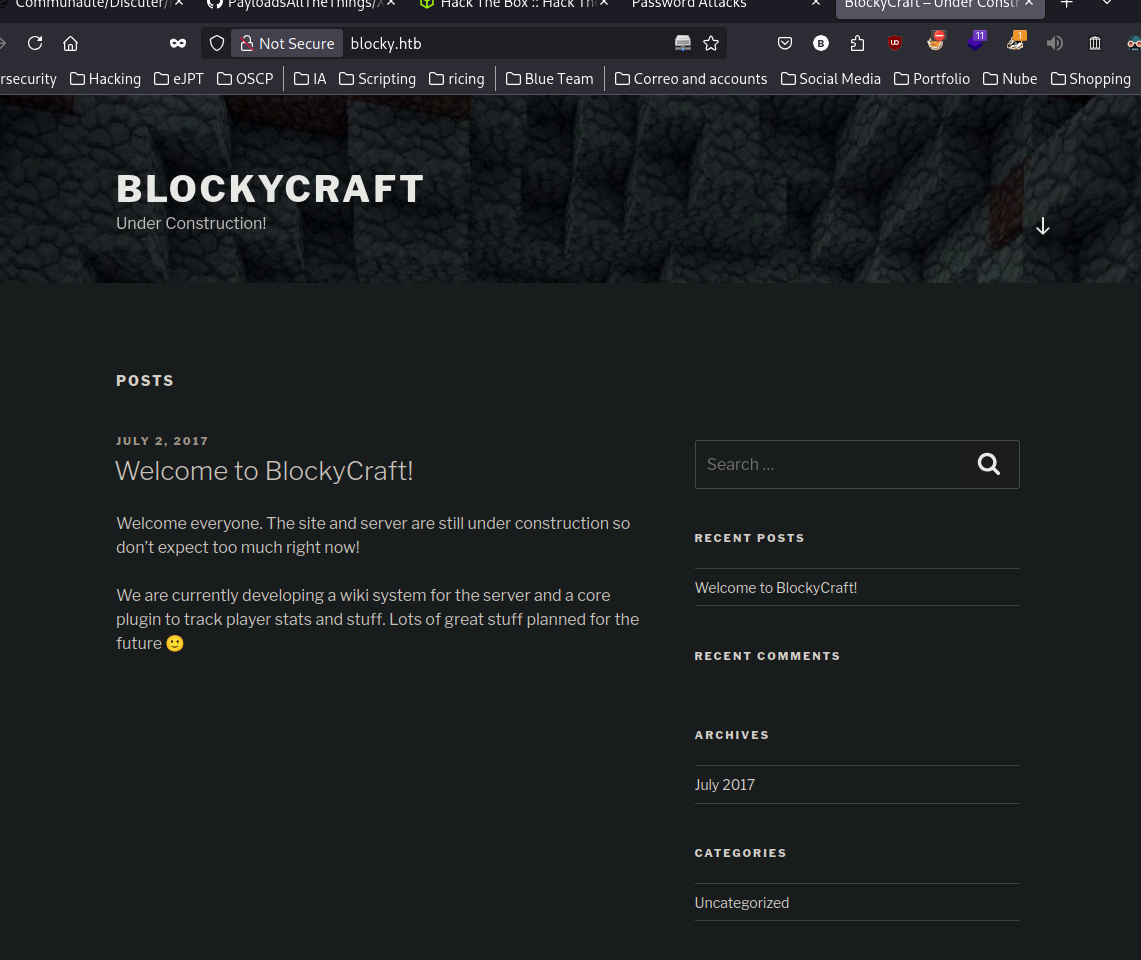 Communauté/Discuter/
PayloadsAllTheThings/
Hack The Box :: Hack Th
Password Attacks
BlockyCraft – Under Constr
Not Secure
blocky.htb
11
1
rsecurity
Hacking
eJPT
OSCP
IA
Scripting
ricing
Blue Team
Correo and accounts
Social Media
Portfolio
Nube
Shopping
BLOCKYCRAFT
Under Construction!
POSTS
JULY 2, 2017
Welcome to BlockyCraft!
Welcome everyone. The site and server are still under construction so
don’t expect too much right now!
We are currently developing a wiki system for the server and a core
plugin to track player stats and stuff. Lots of great stuff planned for the
future 🙂
Search …
RECENT POSTS
Welcome to BlockyCraft!
RECENT COMMENTS
ARCHIVES
July 2017
CATEGORIES
Uncategorized